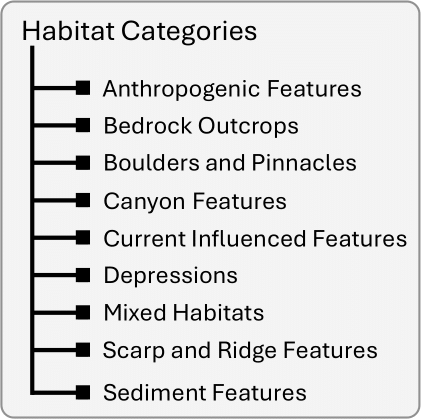 Habitat Categories
Anthropogenic Features
Bedrock Outcrops
Boulders and Pinnacles
Canyon Features
Current Influenced Features
Depressions
Mixed Habitats
Scarp and Ridge Features
Sediment Features